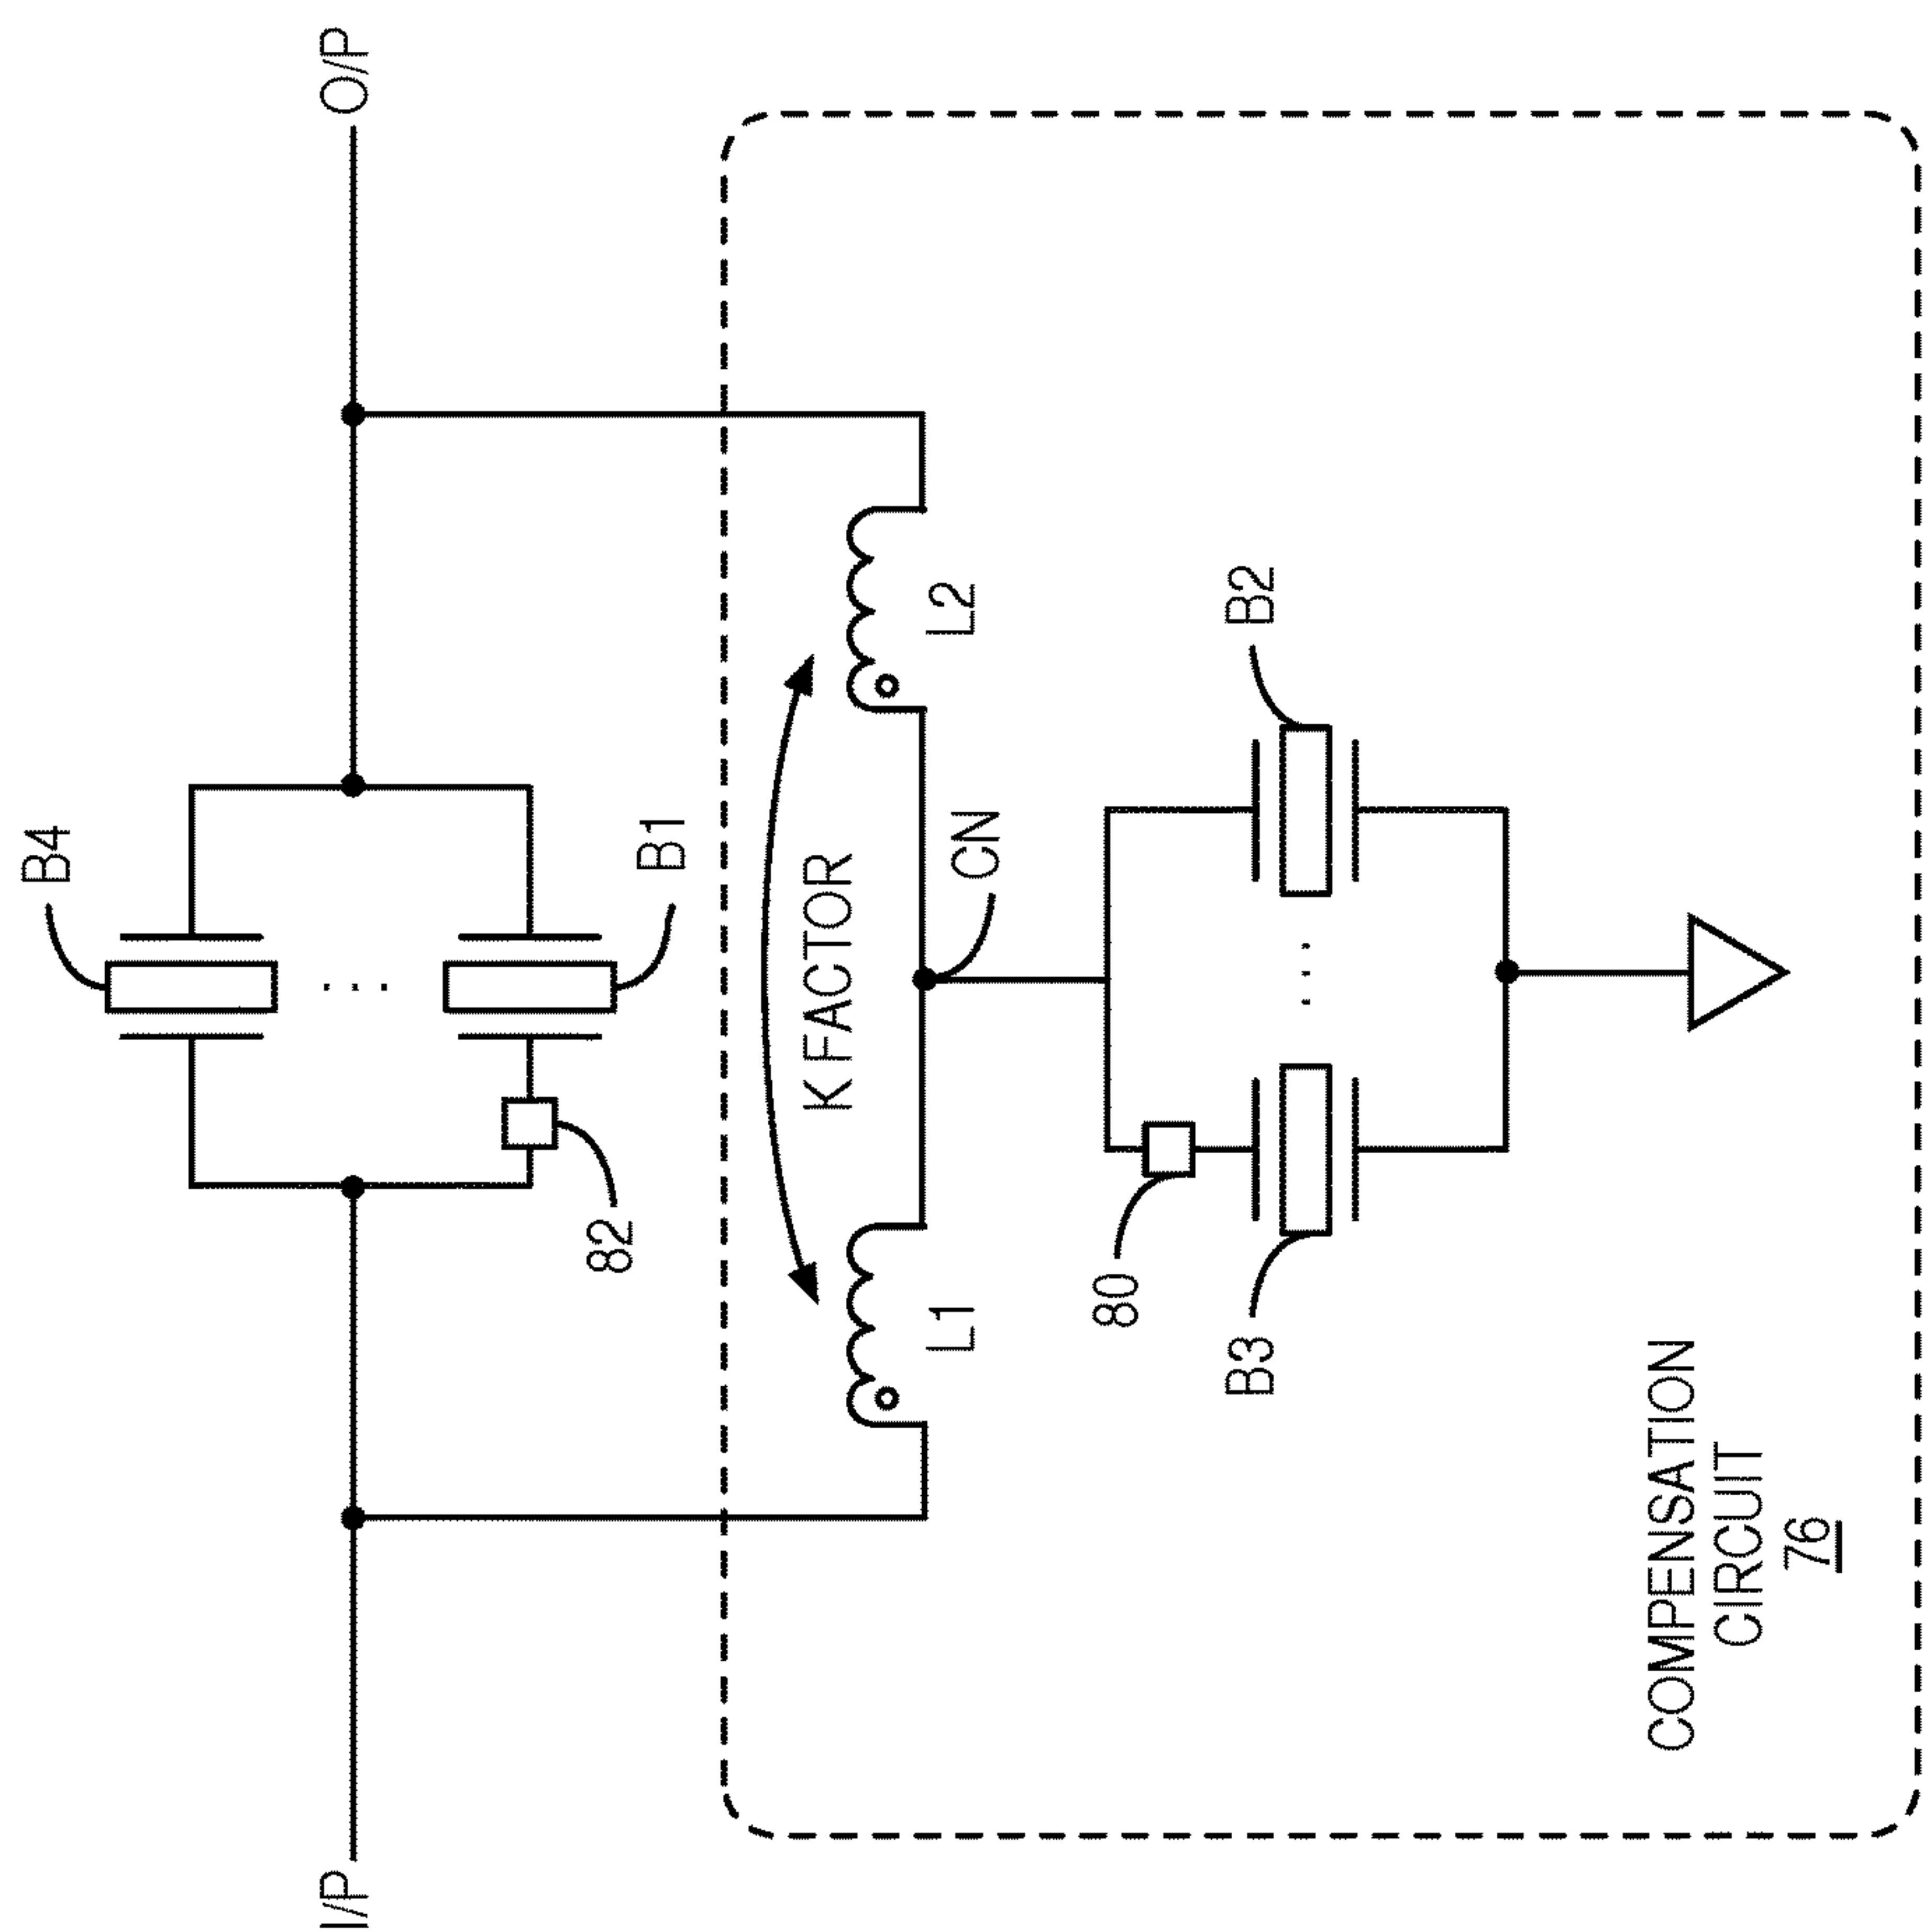 B4
I/P
O/P
82
B1
K FACTOR
L1
L2
CN
80
B3
B2
COMPENSATION
CIRCUIT
76